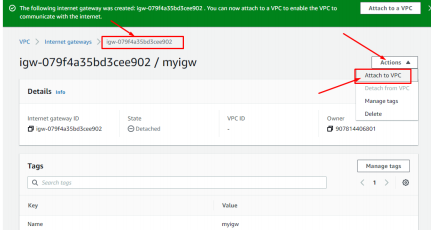 The following internet gateway was created: igw-079f4a35bd3cee902 . You can now attach to a VPC to enable the VPC to
communicate with the internet.
Attach to a VPC
VPC > Internet gateways > igw-079f4a35bd3cee902
igw-079f4a35bd3cee902 / myigw
Actions
Attach to VPC
Detach from VPC
Manage tags
Delete
Details Info
Internet gateway ID
igw-079f4a35bd3cee902
State
Detached
VPC ID
-
Owner
907814406801
Tags
Manage tags
Search tags
< 1 >
Key Value
Name myigw